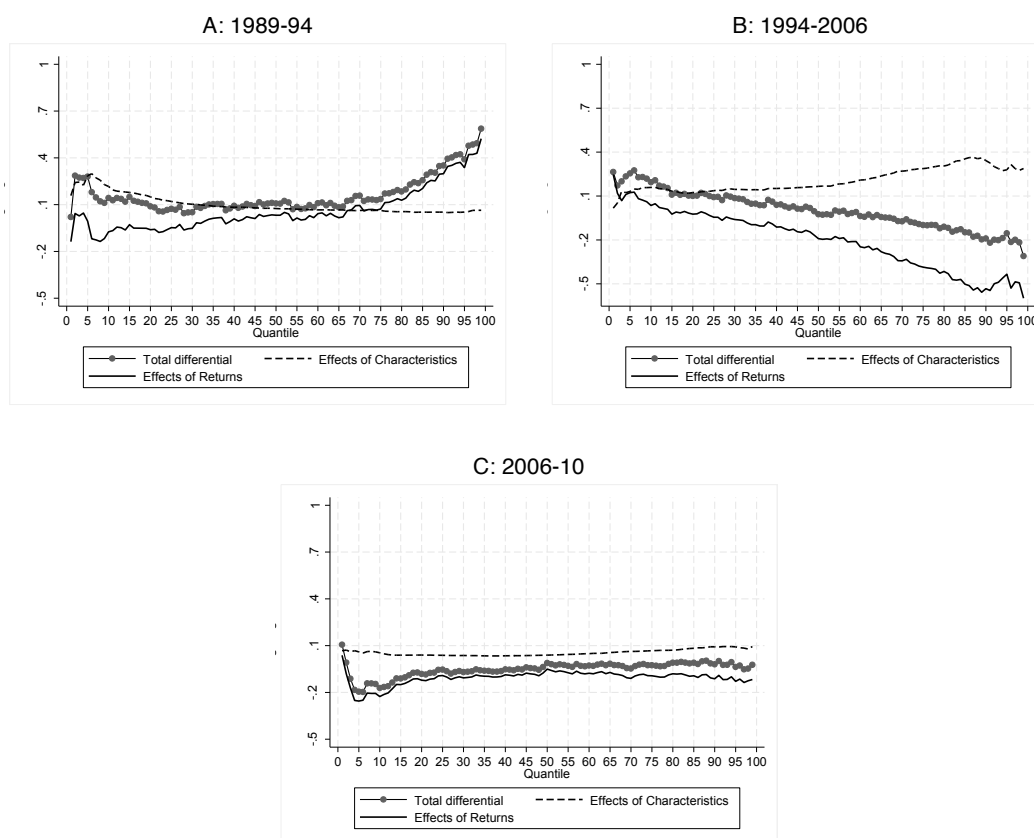 A: 1989-94
1
.7
.4
.1
-.2
-.5
0 5 10 15 20 25 30 35 40 45 50 55 60 65 70 75 80 85 90 95 100
Quantile
Total differential Effects of Characteristics
Effects of Returns
B: 1994-2006
1
.7
.4
.1
-.2
-.5
0 5 10 15 20 25 30 35 40 45 50 55 60 65 70 75 80 85 90 95 100
Quantile
Total differential Effects of Characteristics
Effects of Returns
C: 2006-10
1
.7
.4
.1
-.2
-.5
0 5 10 15 20 25 30 35 40 45 50 55 60 65 70 75 80 85 90 95 100
Quantile
Total differential Effects of Characteristics
Effects of Returns